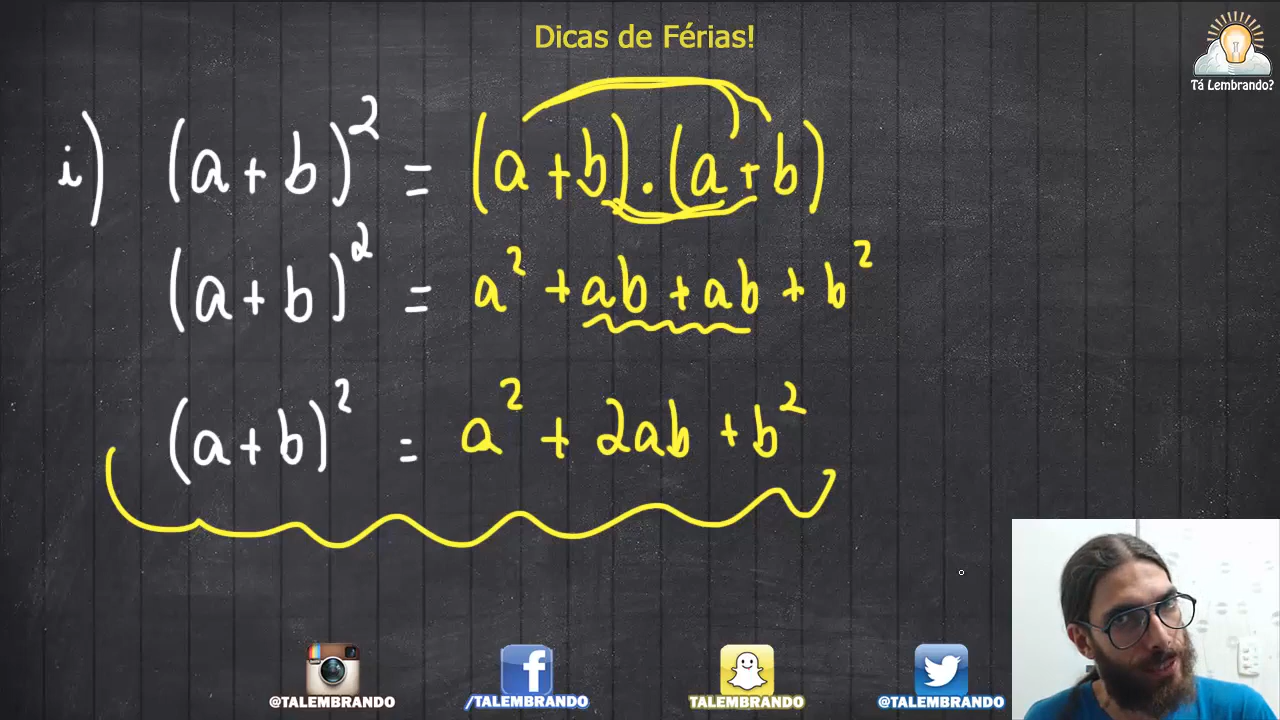 Dicas de Férias!
Tá Lembrando?
i) (a+b)² = (a+b).(a+b)
(a+b)² = a² + ab + ab + b²
(a+b)² = a² + 2ab + b²
@TALEMBRANDO
/TALEMBRANDO
TALEMBRANDO
@TALEMBRANDO